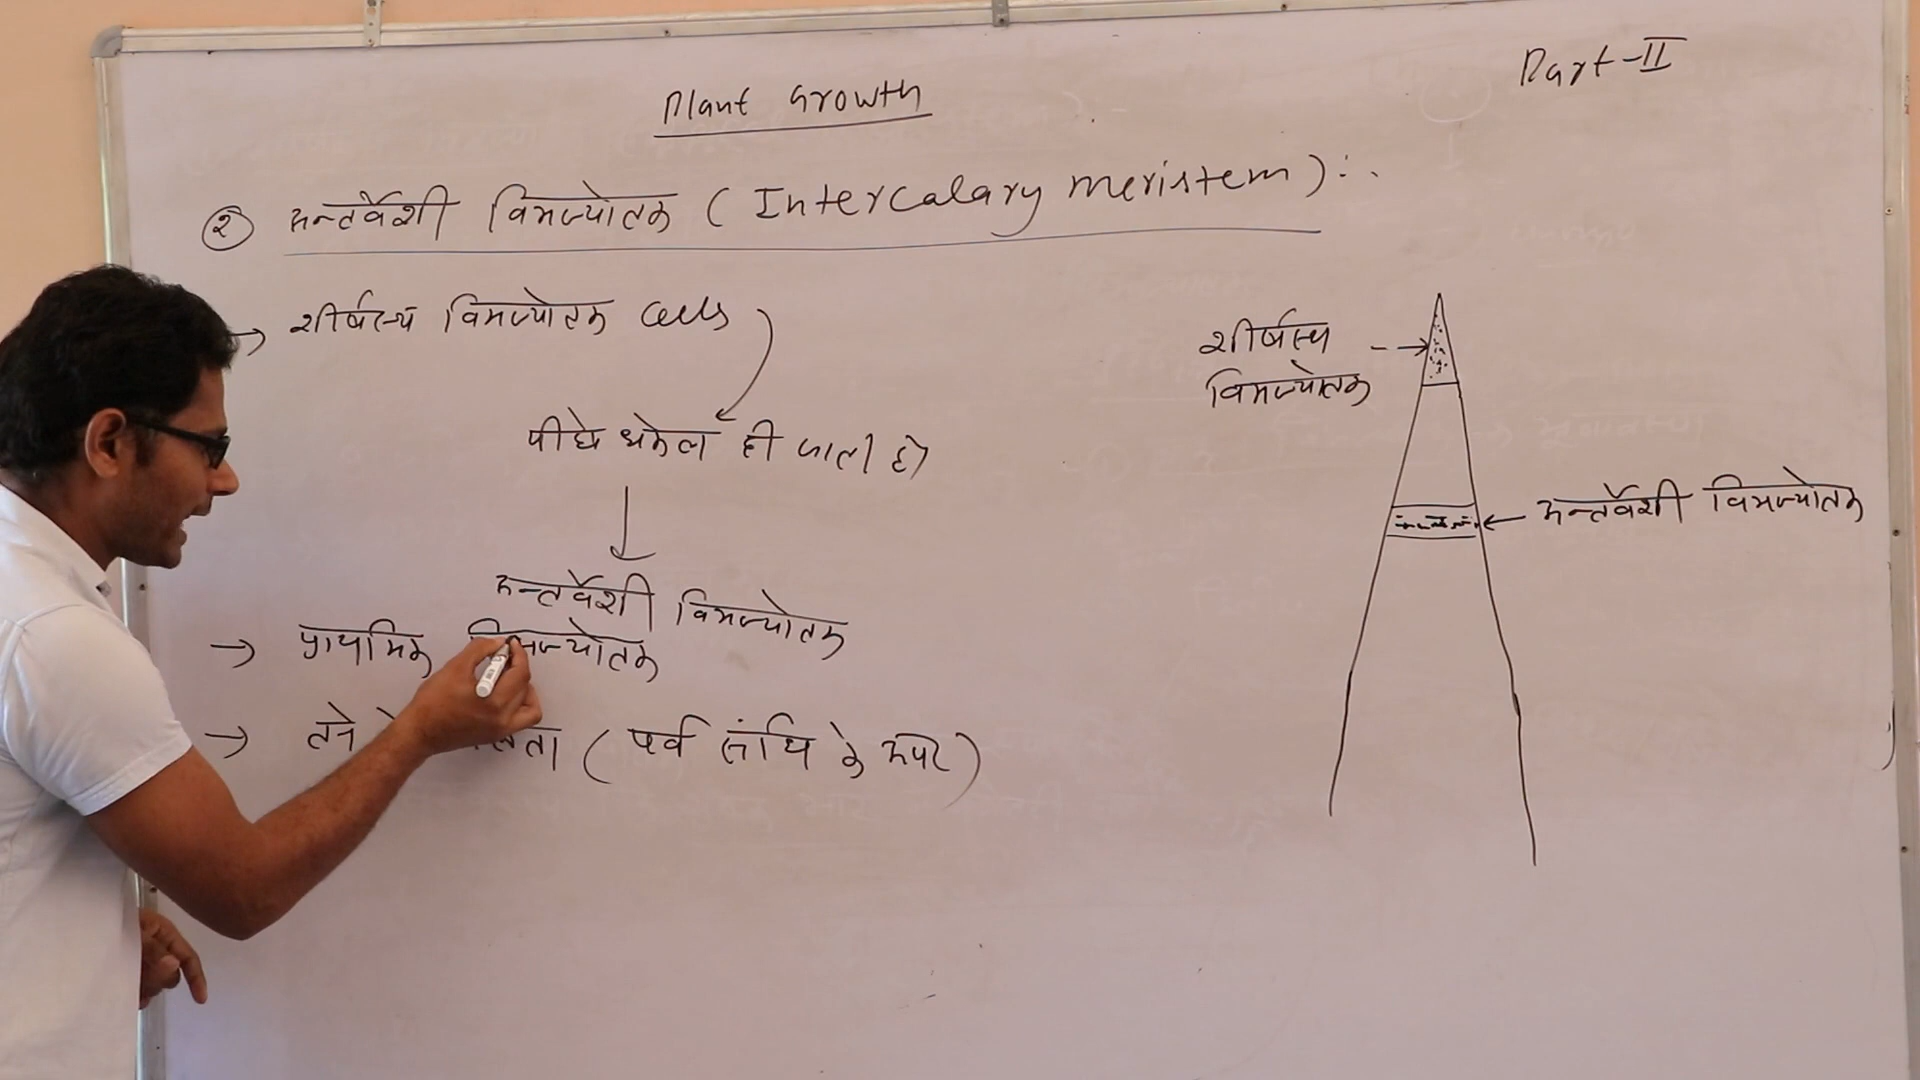 Part-II
Plant Growth
② अन्तर्वेशी विभज्योतक ( Intercalary meristem ) :.
→ शीर्षस्थ विभज्योतक cells
पीछे धकेल दी जाती है
अन्तर्वेशी विभज्योतक
→ प्राथमिक विभज्योतक
→ तने ( पर्व संधि के ऊपर )
शीर्षस्थ
विभज्योतक
अन्तर्वेशी विभज्योतक